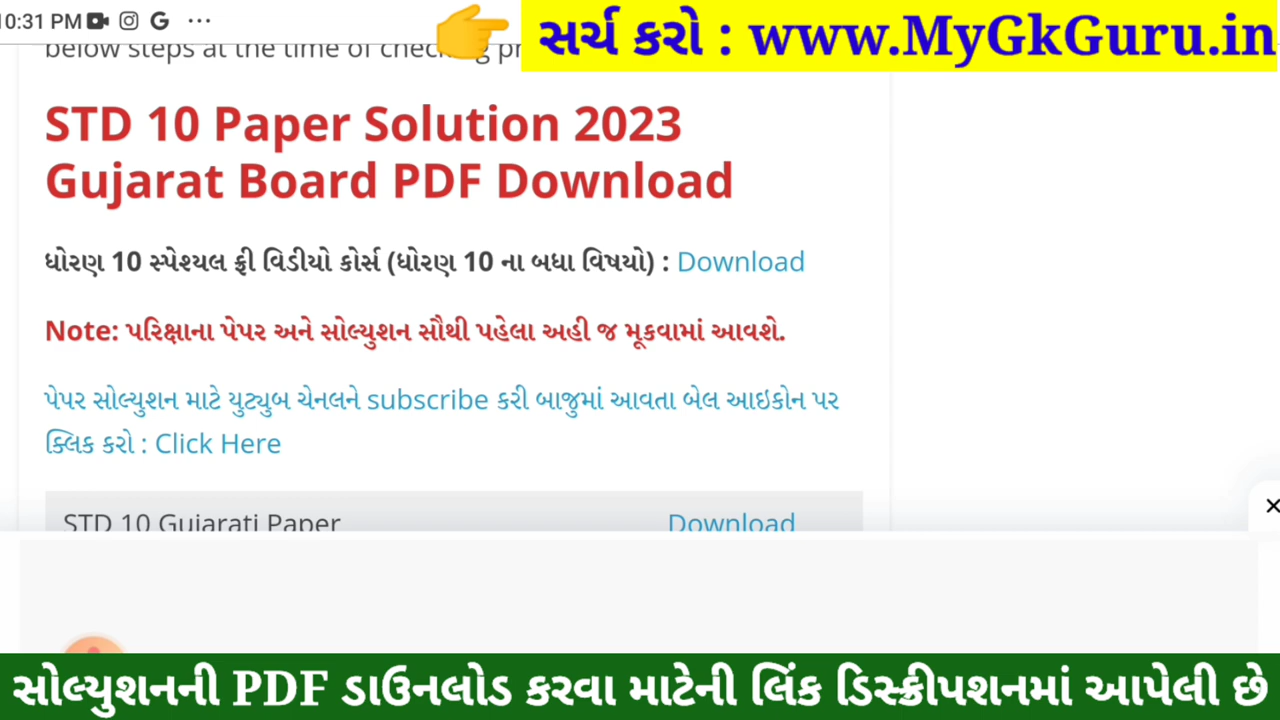 10:31 PM
સર્ચ કરો : www.MyGkGuru.in
below steps at the time of checking
STD 10 Paper Solution 2023
Gujarat Board PDF Download
ધોરણ 10 સ્પેશ્યલ ફ્રી વિડીયો કોર્સ (ધોરણ 10 ના બધા વિષયો) : Download
Note: પરિક્ષાના પેપર અને સોલ્યુશન સૌથી પહેલા અહી જ મૂકવામાં આવશે.
પેપર સોલ્યુશન માટે યુટ્યુબ ચેનલને subscribe કરી બાજુમાં આવતા બેલ આઇકોન પર
ક્લિક કરો : Click Here
STD 10 Gujarati Paper Download
સોલ્યુશનની PDF ડાઉનલોડ કરવા માટેની લિંક ડિસ્ક્રીપશનમાં આપેલી છે